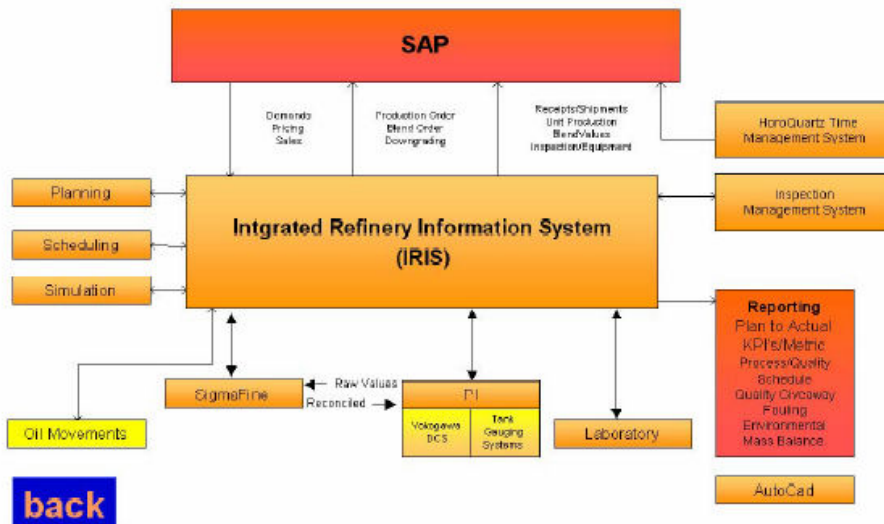 SAP
Demands
Pricing
Sales
Production Order
Blend Order
Downgrading
Receipts/Shipments
Unit Production
BlendValues
Inspection/Equipment
HoroQuartz Time
Management System
Planning
Intgrated Refinery Information System
(IRIS)
Inspection
Management System
Scheduling
Simulation
Reporting
Plan to Actual
KPI's/Metric
Process/Quality
Schedule
Quality Giveaway
Fouling
Environmental
Mass Balance
SigmaFine
Raw Values
Reconciled
PI
Yokogawa
DCS
Tank
Gauging
Systems
Laboratory
Oil Movements
AutoCad
back